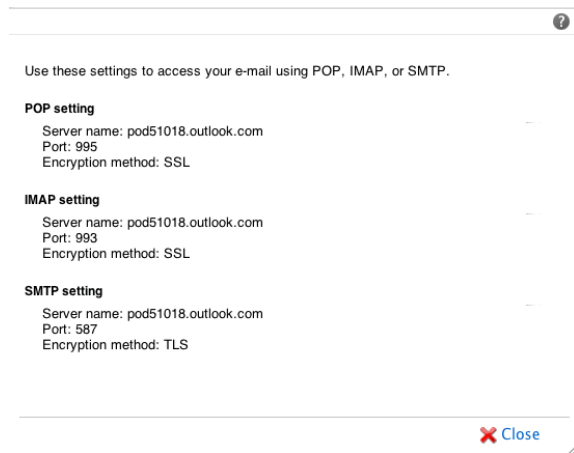 ?
Use these settings to access your e-mail using POP, IMAP, or SMTP.
POP setting
Server name: pod51018.outlook.com
Port: 995
Encryption method: SSL
IMAP setting
Server name: pod51018.outlook.com
Port: 993
Encryption method: SSL
SMTP setting
Server name: pod51018.outlook.com
Port: 587
Encryption method: TLS
Close